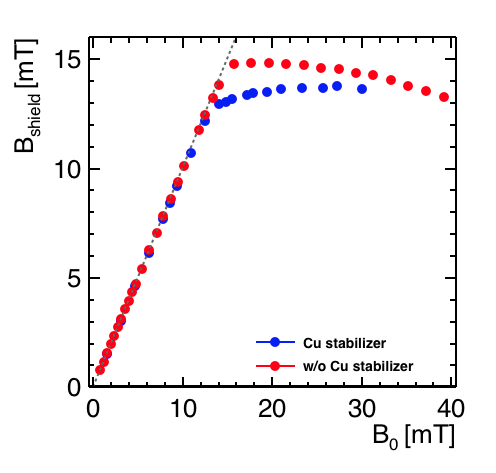 B_shield [mT]
15
10
5
0
Cu stabilizer
w/o Cu stabilizer
0 10 20 30 40
B_0 [mT]